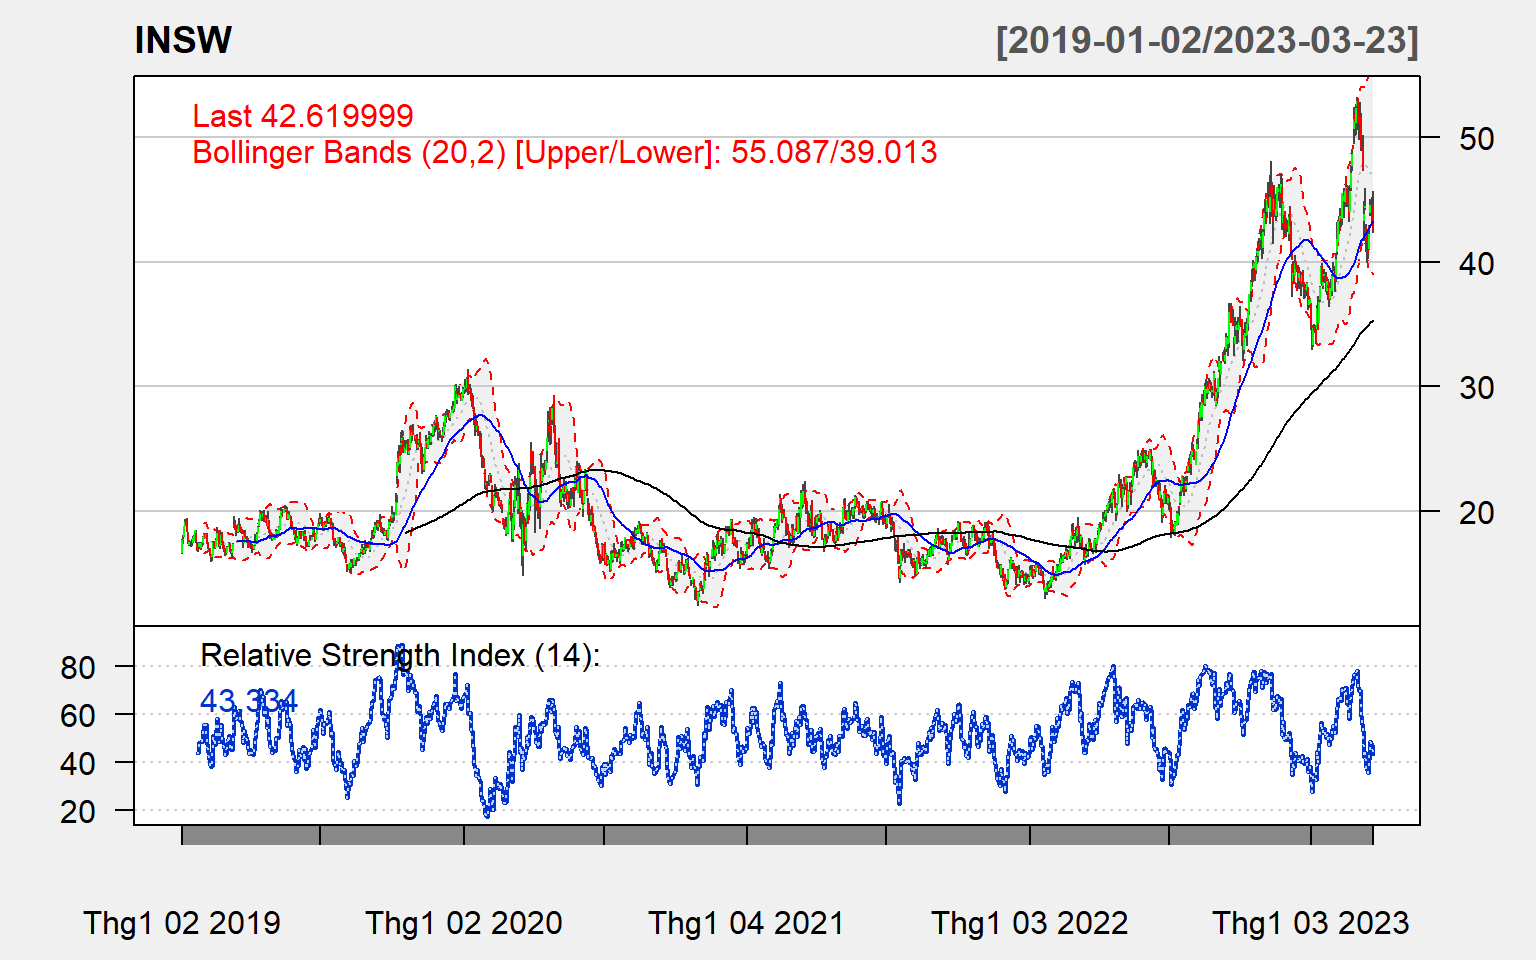 INSW [2019-01-02/2023-03-23]
Last 42.619999
Bollinger Bands (20,2) [Upper/Lower]: 55.087/39.013
50
40
30
20
Relative Strength Index (14):
43.334
80
60
40
20
Thg1 02 2019 Thg1 02 2020 Thg1 04 2021 Thg1 03 2022 Thg1 03 2023